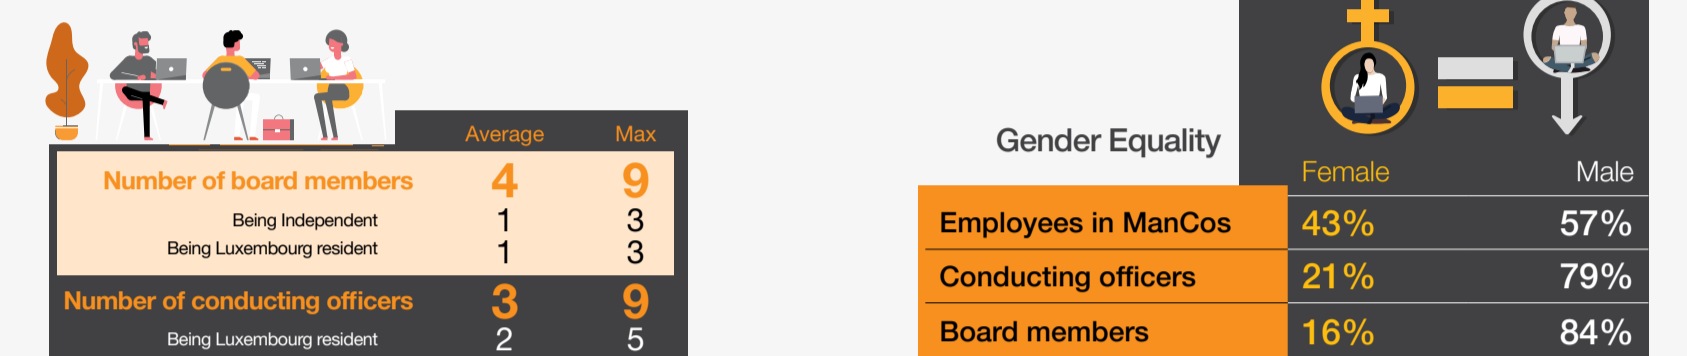 Average Max
Number of board members 4 9
Being Independent 1 3
Being Luxembourg resident 1 3
Number of conducting officers 3 9
Being Luxembourg resident 2 5
Gender Equality
Female Male
Employees in ManCos 43% 57%
Conducting officers 21% 79%
Board members 16% 84%